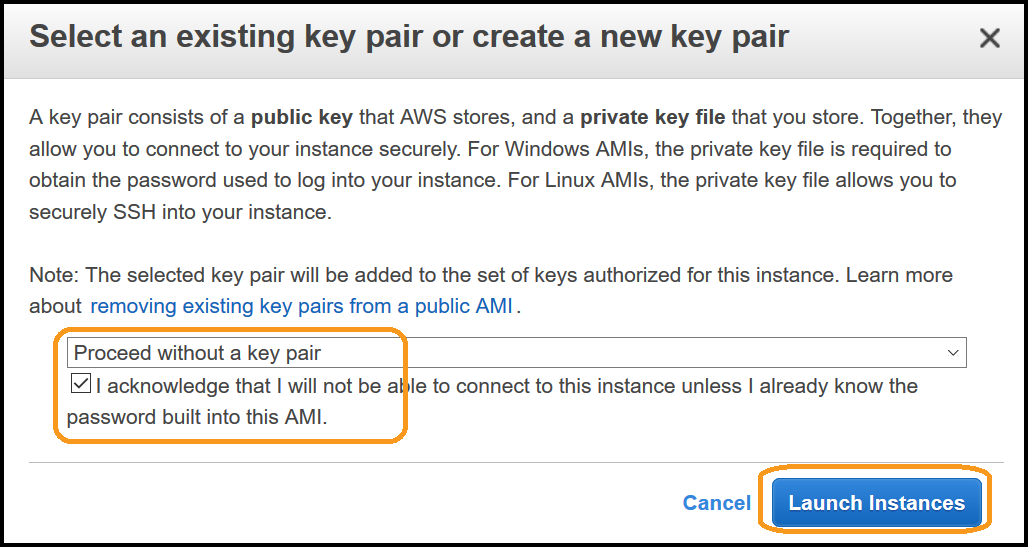 Select an existing key pair or create a new key pair
A key pair consists of a public key that AWS stores, and a private key file that you store. Together, they
allow you to connect to your instance securely. For Windows AMIs, the private key file is required to
obtain the password used to log into your instance. For Linux AMIs, the private key file allows you to
securely SSH into your instance.
Note: The selected key pair will be added to the set of keys authorized for this instance. Learn more
about removing existing key pairs from a public AMI.
Proceed without a key pair
I acknowledge that I will not be able to connect to this instance unless I already know the
password built into this AMI.
Cancel Launch Instances